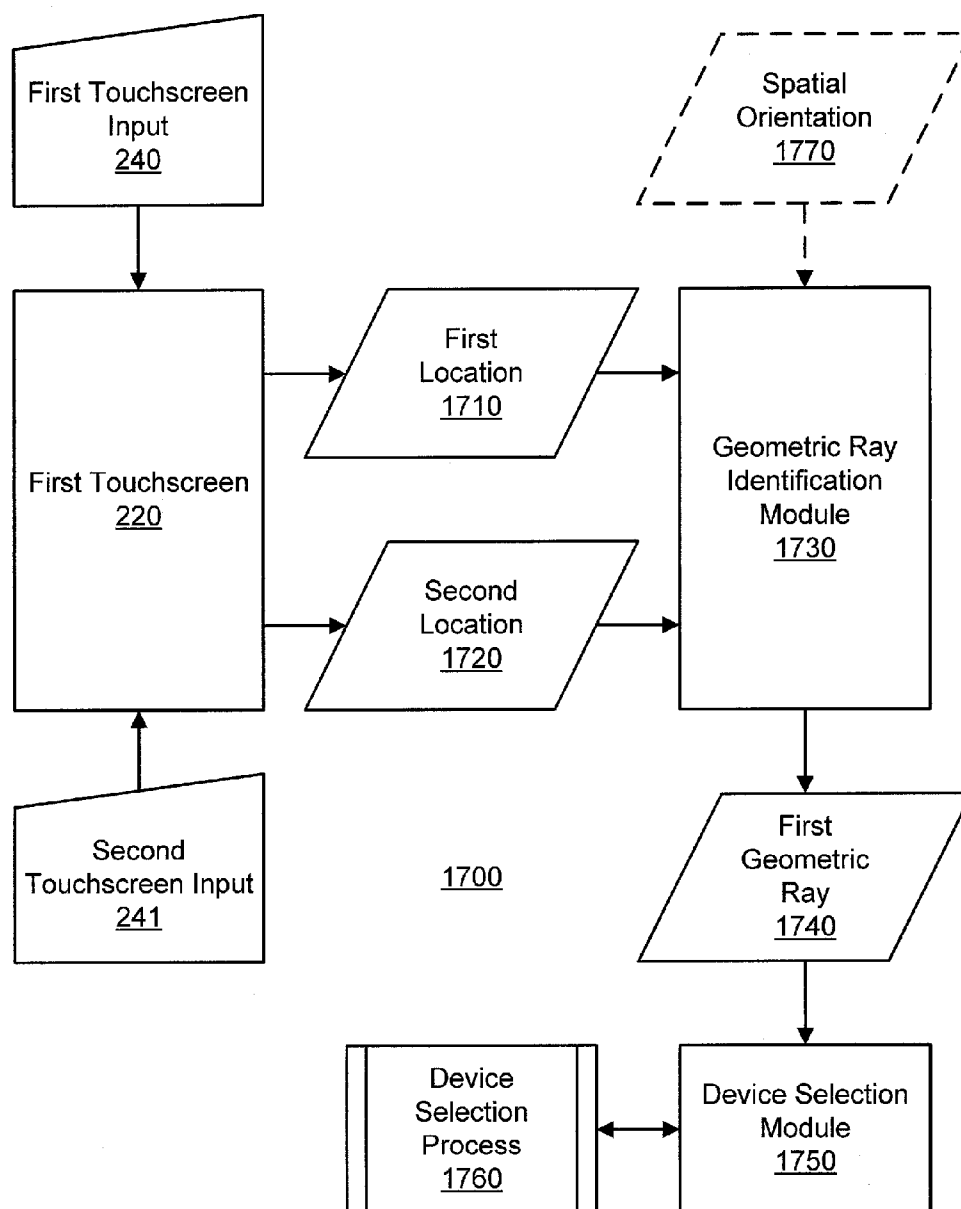 First Touchscreen
Input
240
Spatial
Orientation
1770
First Touchscreen
220
First
Location
1710
Second
Location
1720
Geometric Ray
Identification
Module
1730
Second
Touchscreen Input
241
1700
First
Geometric
Ray
1740
Device
Selection
Process
1760
Device Selection
Module
1750